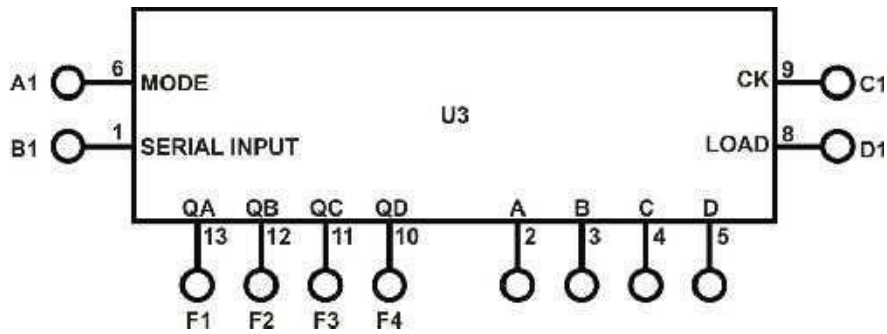 A1 6 MODE CK 9 C1
U3
B1 1 SERIAL INPUT LOAD 8 D1
QA QB QC QD A B C D
13 12 11 10 2 3 4 5
F1 F2 F3 F4